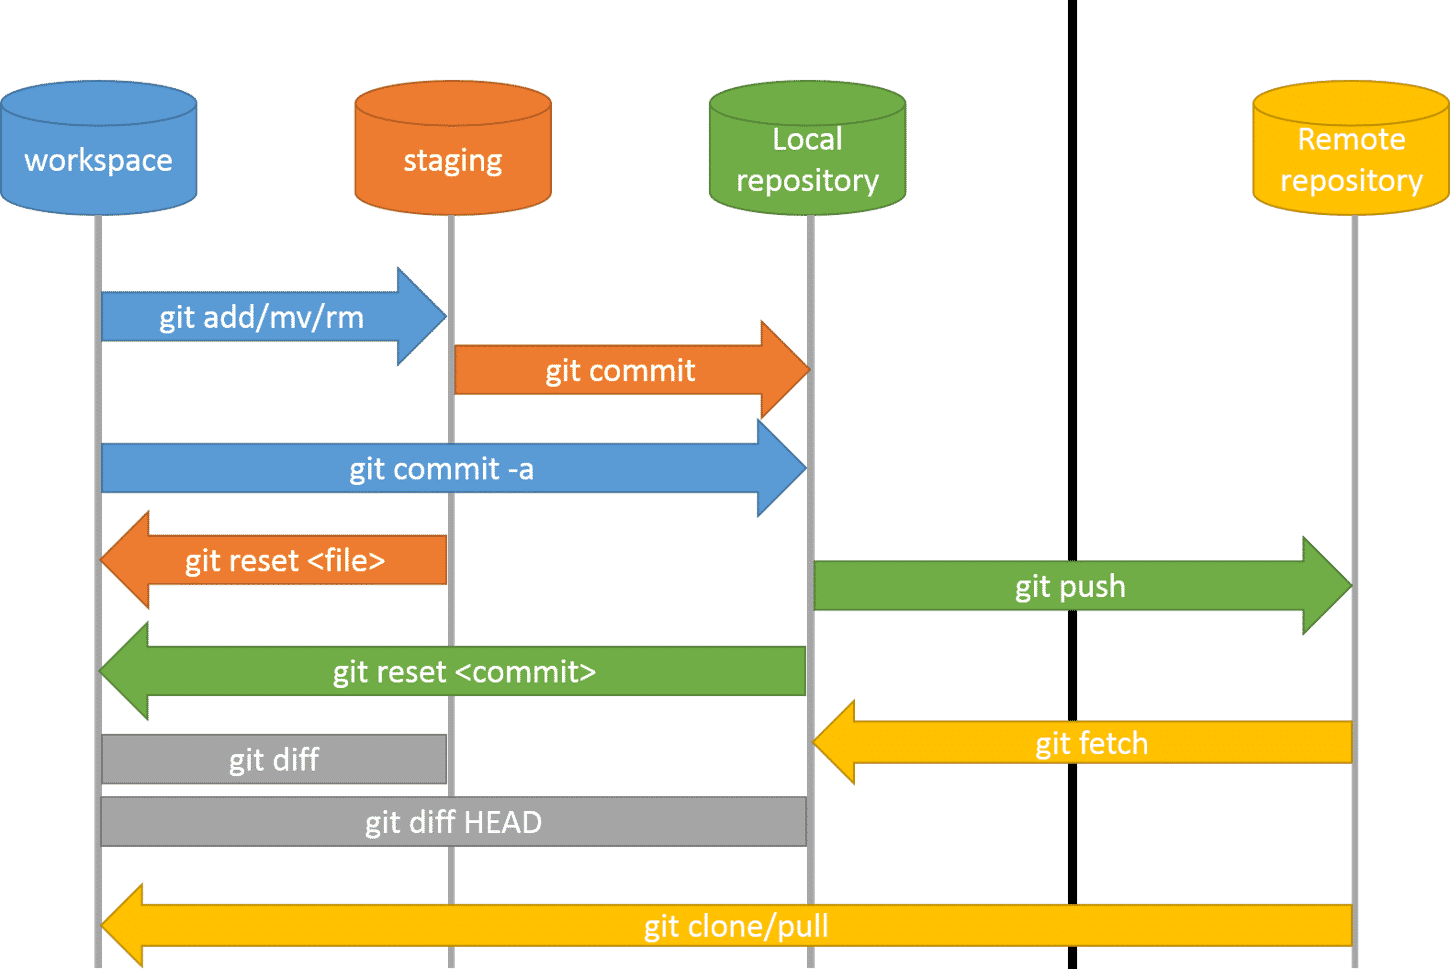 workspace
staging
Local
repository
Remote
repository
git add/mv/rm
git commit
git commit -a
git reset <file>
git push
git reset <commit>
git fetch
git diff
git diff HEAD
git clone/pull